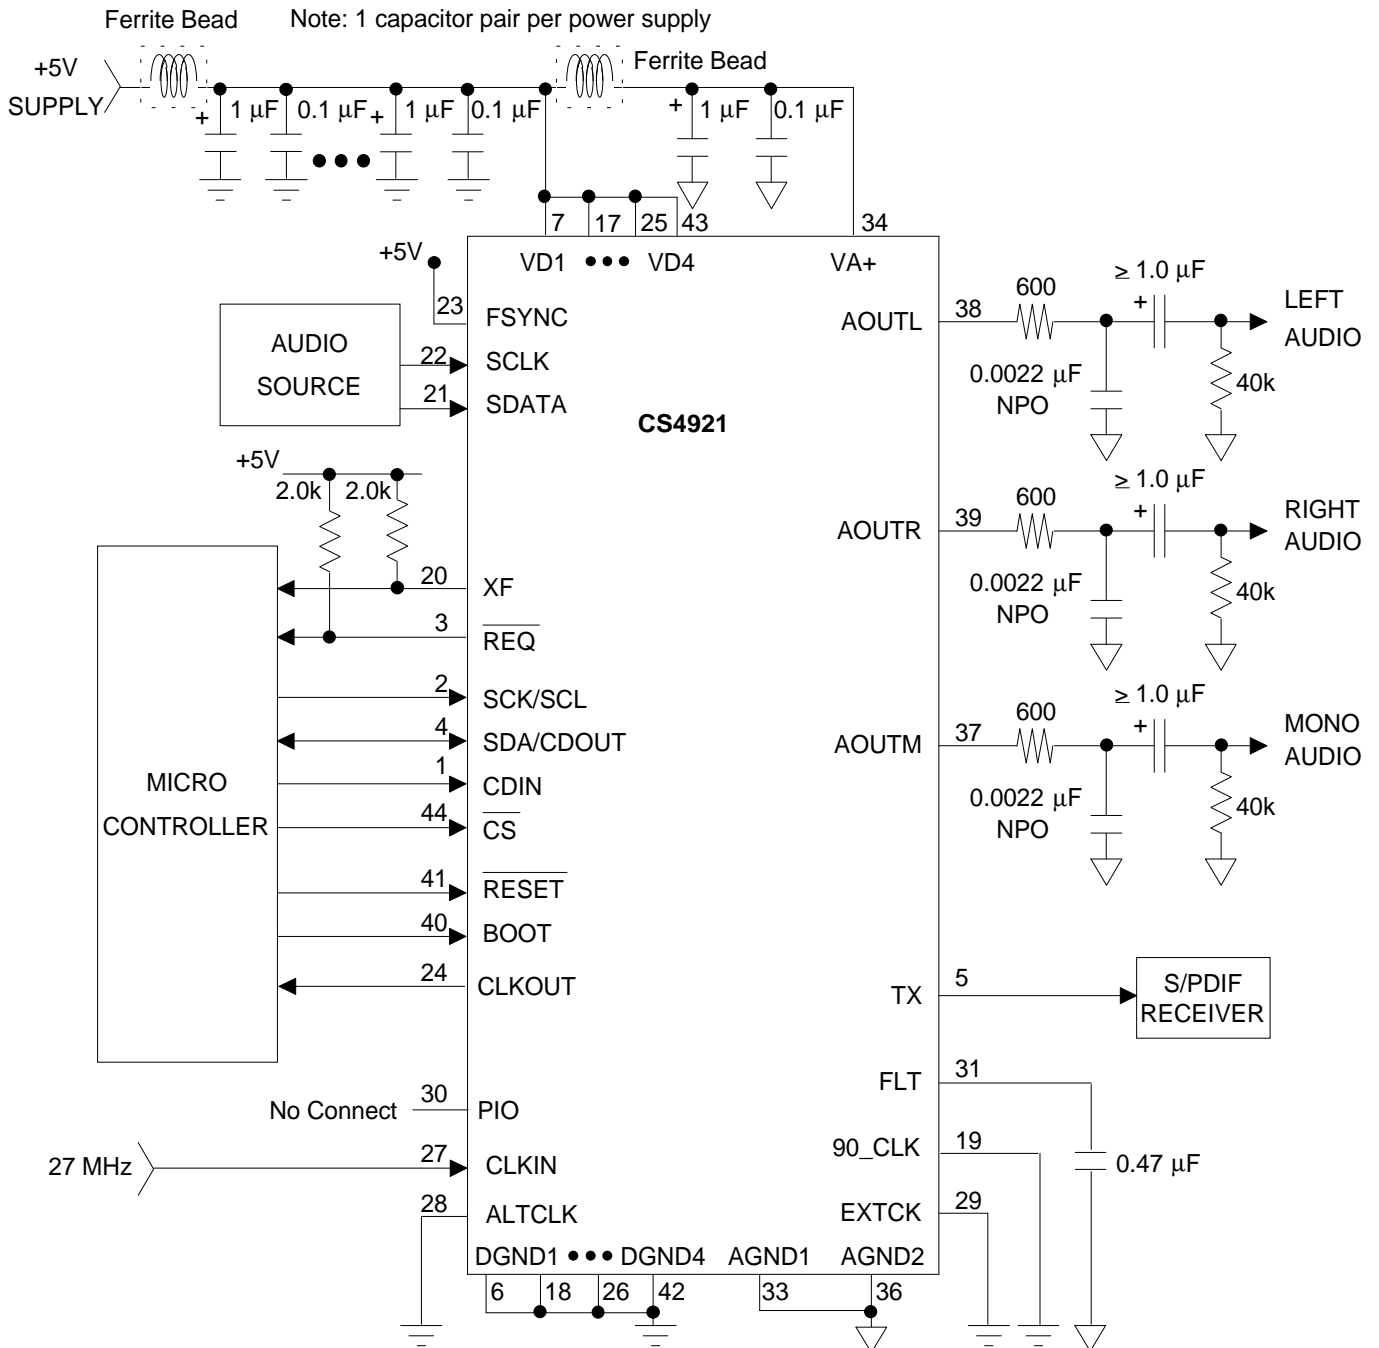 Ferrite Bead
Note: 1 capacitor pair per power supply
+5V
SUPPLY
Ferrite Bead
+ 1 µF
0.1 µF
+ 1 µF
0.1 µF
+ 1 µF
0.1 µF
7
17
25
43
34
VD1
VD4
VA+
+5V
23
FSYNC
AUDIO
SOURCE
22
SCLK
21
SDATA
CS4921
AOUTL
38
600
≥ 1.0 µF
+
LEFT
AUDIO
0.0022 µF
NPO
40k
+5V
2.0k
2.0k
AOUTR
39
600
≥ 1.0 µF
+
RIGHT
AUDIO
0.0022 µF
NPO
40k
MICRO
CONTROLLER
20
XF
3
REQ
2
SCK/SCL
4
SDA/CDOUT
1
CDIN
44
CS
41
RESET
40
BOOT
24
CLKOUT
AOUTM
37
600
≥ 1.0 µF
+
MONO
AUDIO
0.0022 µF
NPO
40k
TX
5
S/PDIF
RECEIVER
FLT
31
0.47 µF
No Connect
30
PIO
90_CLK
19
27 MHz
27
CLKIN
28
ALTCLK
EXTCK
29
DGND1
DGND4
AGND1
AGND2
6
18
26
42
33
36